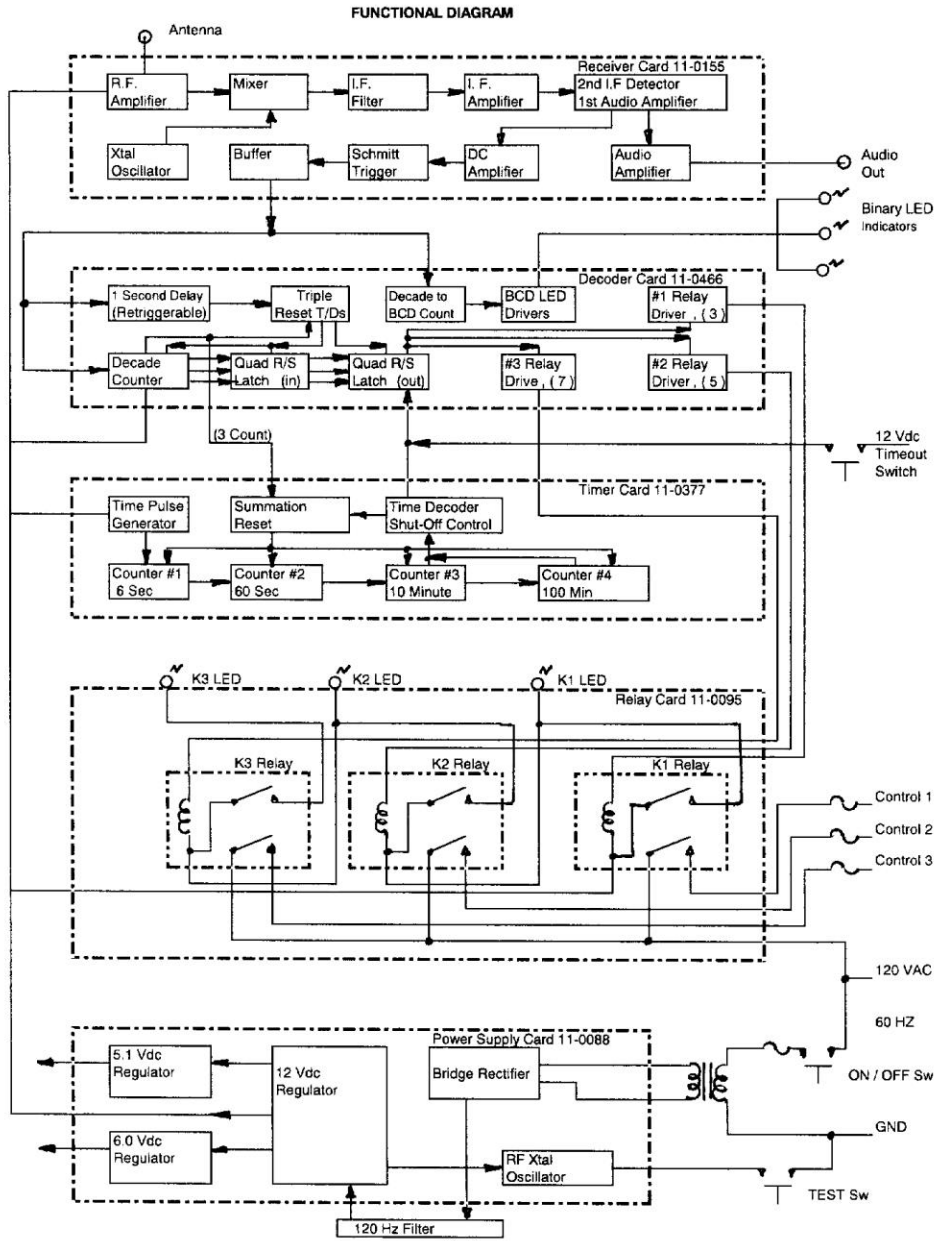 FUNCTIONAL DIAGRAM
Antenna
Receiver Card 11-0155
R.F.
Amplifier
Mixer
I.F.
Filter
I. F.
Amplifier
2nd I.F Detector
1st Audio Amplifier
Xtal
Oscillator
Buffer
Schmitt
Trigger
DC
Amplifier
Audio
Amplifier
Audio
Out
Binary LED
Indicators
Decoder Card 11-0466
1 Second Delay
(Retriggerable)
Triple
Reset T/Ds
Decade to
BCD Count
BCD LED
Drivers
#1 Relay
Driver , ( 3 )
Decade
Counter
Quad R/S
Latch (in)
Quad R/S
Latch (out)
#3 Relay
Drive, ( 7 )
#2 Relay
Driver , ( 5 )
(3 Count)
12 Vdc
Timeout
Switch
Timer Card 11-0377
Time Pulse
Generator
Summation
Reset
Time Decoder
Shut-Off Control
Counter #1
6 Sec
Counter #2
60 Sec
Counter #3
10 Minute
Counter #4
100 Min
K3 LED
K2 LED
K1 LED
Relay Card 11-0095
K3 Relay
K2 Relay
K1 Relay
Control 1
Control 2
Control 3
120 VAC
60 HZ
Power Supply Card 11-0088
5.1 Vdc
Regulator
12 Vdc
Regulator
Bridge Rectifier
ON / OFF Sw
GND
6.0 Vdc
Regulator
RF Xtal
Oscillator
TEST Sw
120 Hz Filter